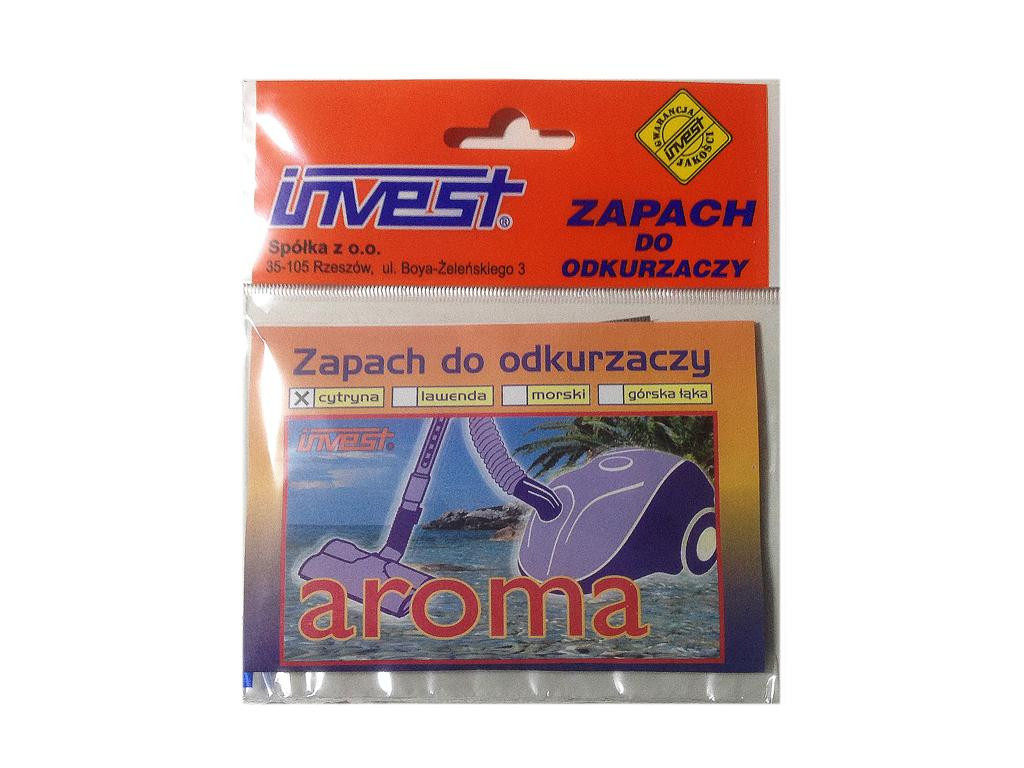 GWARANCJA
invest
JAKOŚCI
invest®
Spółka z o.o.
35-105 Rzeszów, ul. Boya-Żeleńskiego 3
ZAPACH
DO
ODKURZACZY
Zapach do odkurzaczy
X cytryna lawenda morski górska łąka
invest®
aroma